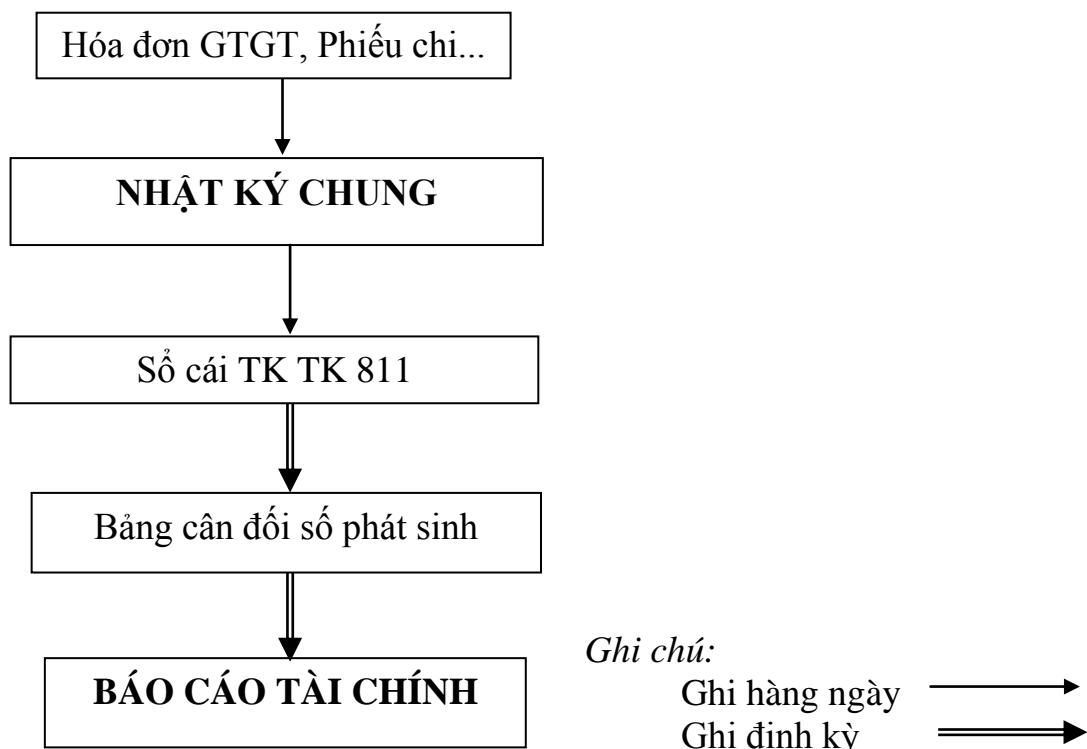 Hóa đơn GTGT, Phiếu chi...
NHẬT KÝ CHUNG
Sổ cái TK TK 811
Bảng cân đối số phát sinh
BÁO CÁO TÀI CHÍNH
Ghi chú:
Ghi hàng ngày
Ghi định kỳ